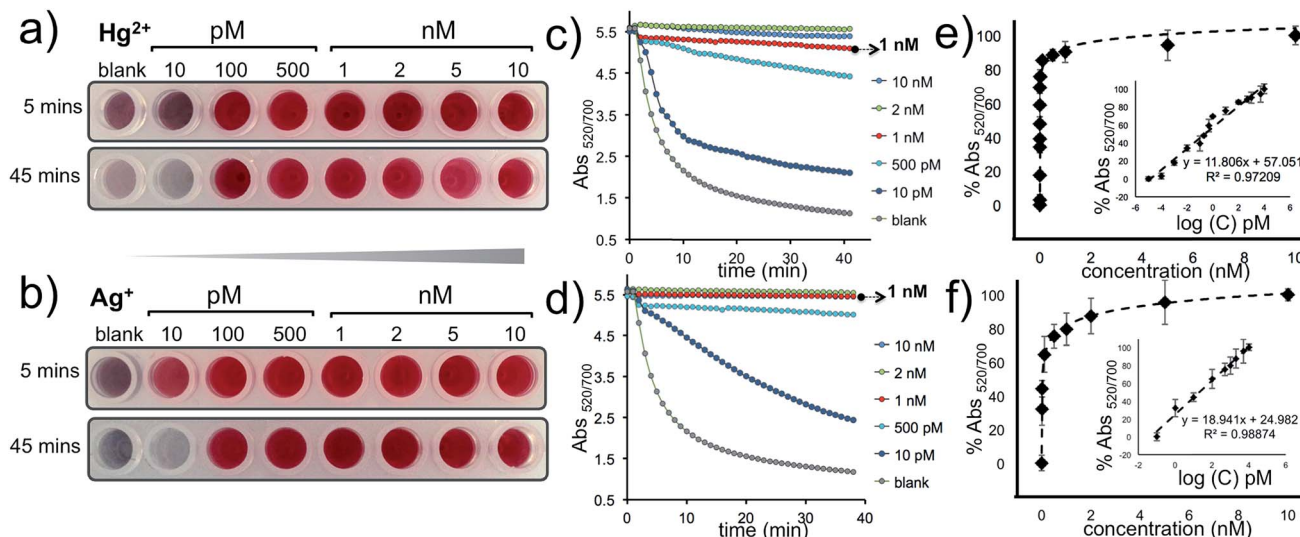 a)
Hg²⁺
pM
nM
blank 10 100 500 1 2 5 10
5 mins
45 mins
b)
Ag⁺
pM
nM
blank 10 100 500 1 2 5 10
5 mins
45 mins
c)
5.5
4.5
3.5
2.5
1.5
0.5
Abs 520/700
0 10 20 30 40
time (min)
1 nM
10 nM
2 nM
1 nM
500 pM
10 pM
blank
d)
5.5
4.5
3.5
2.5
1.5
0.5
Abs 520/700
0 10 20 30 40
time (min)
1 nM
10 nM
2 nM
1 nM
500 pM
10 pM
blank
e)
100
80
60
40
20
0
% Abs 520/700
0 2 4 6 8 10
concentration (nM)
100
80
60
40
20
0
-20
% Abs 520/700
-6 -4 -2 0 2 4 6
log (C) pM
y = 11.806x + 57.051
R² = 0.97209
f)
100
80
60
40
20
0
% Abs 520/700
0 2 4 6 8 10
concentration (nM)
100
80
60
40
20
0
-20
% Abs 520/700
-2 0 2 4 6
log (C) pM
y = 18.941x + 24.982
R² = 0.98874